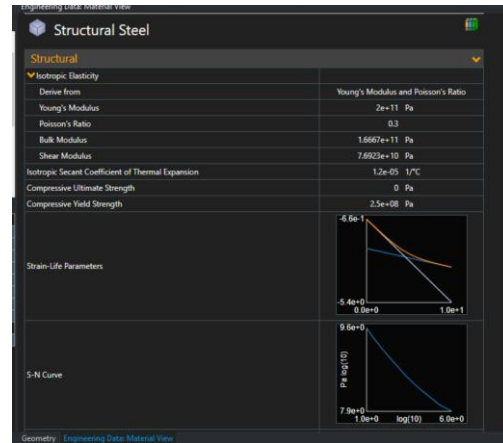 Engineering Data: Material View
Structural Steel
Structural
Isotropic Elasticity
Derive from Young's Modulus and Poisson's Ratio
Young's Modulus 2e+11 Pa
Poisson's Ratio 0.3
Bulk Modulus 1.6667e+11 Pa
Shear Modulus 7.6923e+10 Pa
Isotropic Secant Coefficient of Thermal Expansion 1.2e-05 1/°C
Compressive Ultimate Strength 0 Pa
Compressive Yield Strength 2.5e+08 Pa
-6.6e-1
Strain-Life Parameters
-5.4e+0
0.0e+0 1.0e+1
9.6e+0
Pa log(10)
S-N Curve
7.9e+0
1.0e+0 log(10) 6.0e+0
Geometry Engineering Data: Material View